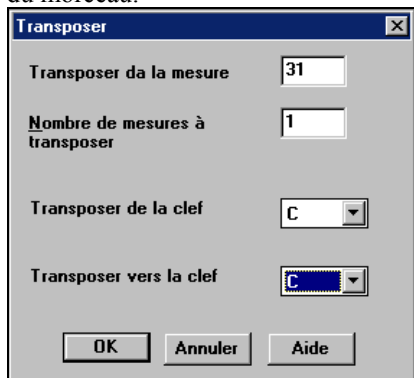 du morceau.
Transposer
Transposer da la mesure 31
Nombre de mesures à 1
transposer
Transposer de la clef C
Transposer vers la clef C
OK Annuler Aide